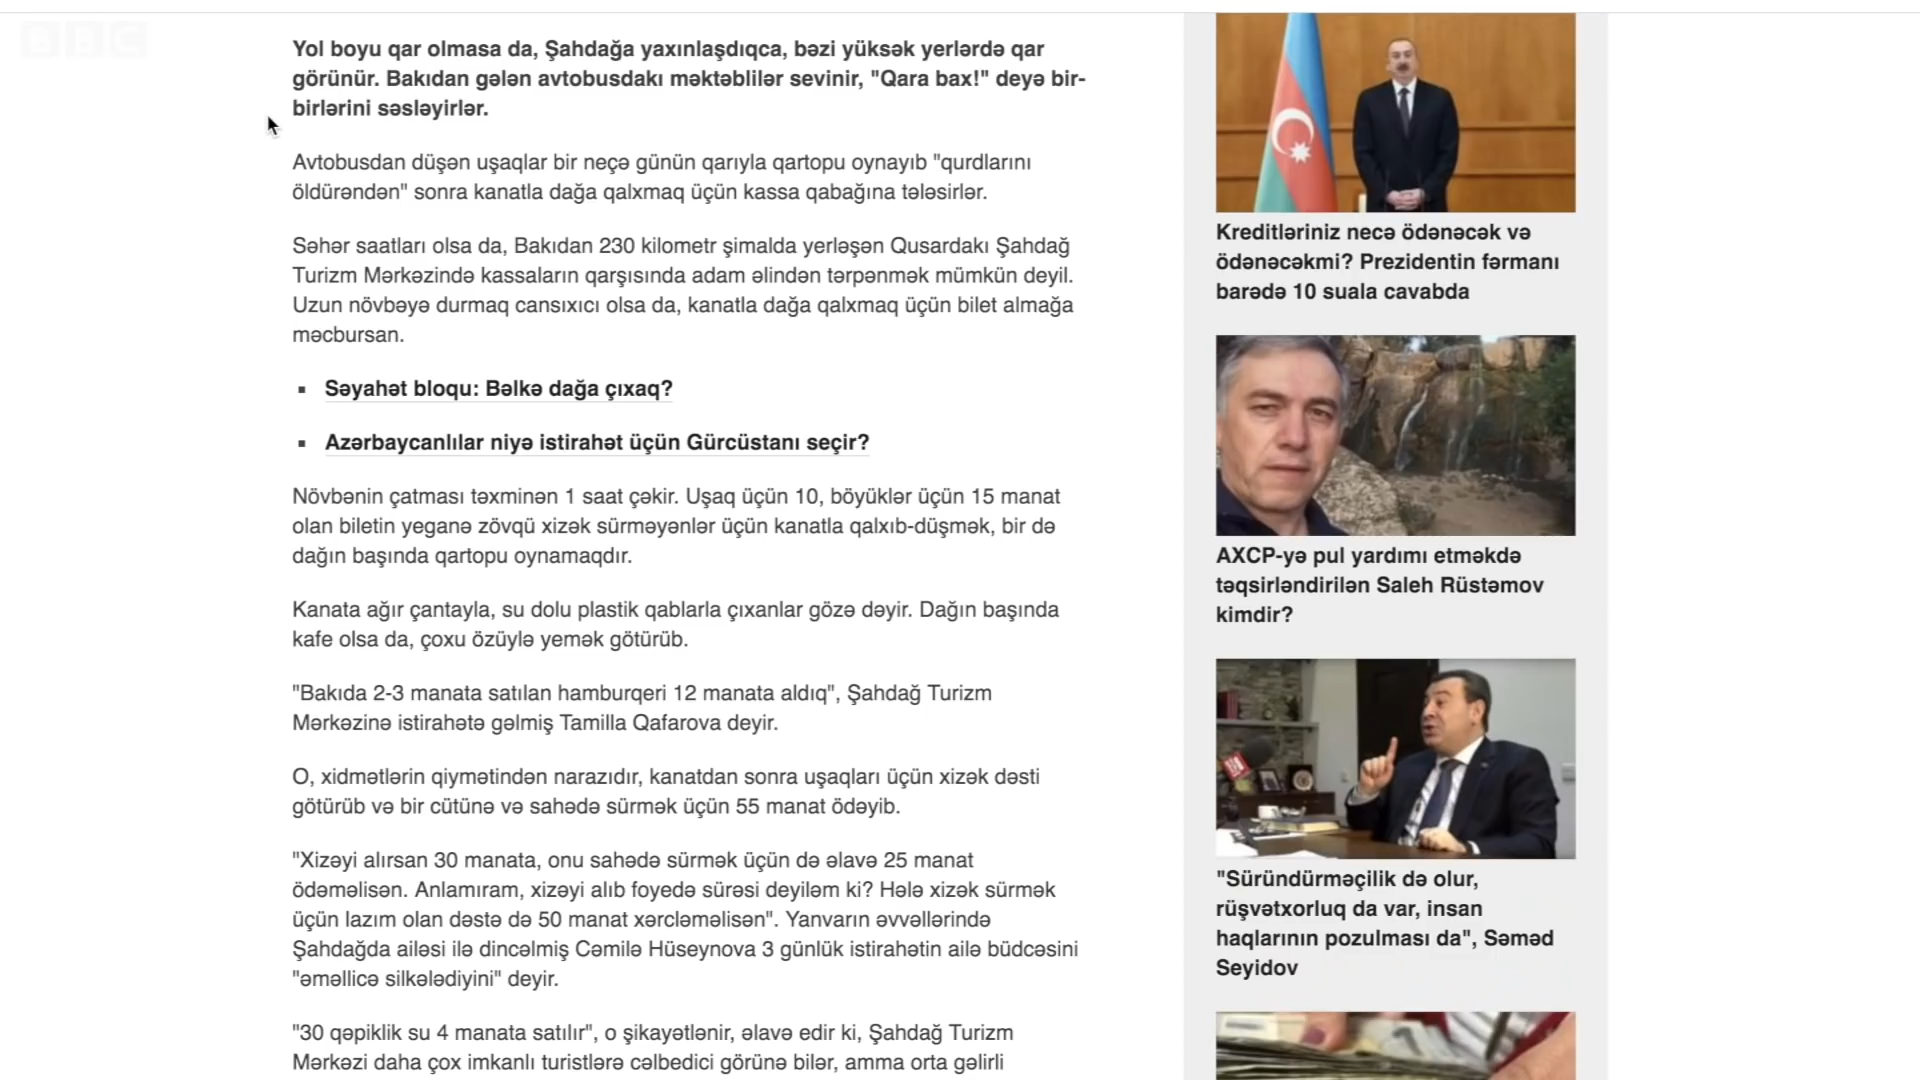 BBC
Yol boyu qar olmasa da, Şahdağa yaxınlaşdıqca, bəzi yüksək yerlərdə qar
görünür. Bakıdan gələn avtobusdakı məktəblilər sevinir, "Qara bax!" deyə bir-
birlərini səsləyirlər.
Avtobusdan düşən uşaqlar bir neçə günün qarıyla qartopu oynayıb "qurdlarını
öldürəndən" sonra kanatla dağa qalxmaq üçün kassa qabağına tələsirlər.
Səhər saatları olsa da, Bakıdan 230 kilometr şimalda yerləşən Qusardakı Şahdağ
Turizm Mərkəzində kassaların qarşısında adam əlindən tərpənmək mümkün deyil.
Uzun növbəyə durmaq cansıxıcı olsa da, kanatla dağa qalxmaq üçün bilet almağa
məcbursan.
▪ Səyahət bloqu: Bəlkə dağa çıxaq?
▪ Azərbaycanlılar niyə istirahət üçün Gürcüstanı seçir?
Növbənin çatması təxminən 1 saat çəkir. Uşaq üçün 10, böyüklər üçün 15 manat
olan biletin yeganə zövqü xizək sürməyənlər üçün kanatla qalxıb-düşmək, bir də
dağın başında qartopu oynamaqdır.
Kanata ağır çantayla, su dolu plastik qablarla çıxanlar gözə dəyir. Dağın başında
kafe olsa da, çoxu özüylə yemək götürüb.
"Bakıda 2-3 manata satılan hamburqeri 12 manata aldıq", Şahdağ Turizm
Mərkəzinə istirahətə gəlmiş Tamilla Qafarova deyir.
O, xidmətlərin qiymətindən narazıdır, kanatdan sonra uşaqları üçün xizək dəsti
götürüb və bir cütünə və sahədə sürmək üçün 55 manat ödəyib.
"Xizəyi alırsan 30 manata, onu sahədə sürmək üçün də əlavə 25 manat
ödəməlisən. Anlamıram, xizəyi alıb foyedə sürəsi deyiləm ki? Hələ xizək sürmək
üçün lazım olan dəstə də 50 manat xərcləməlisən". Yanvarın əvvəllərində
Şahdağda ailəsi ilə dincəlmiş Cəmilə Hüseynova 3 günlük istirahətin ailə büdcəsini
"əməllicə silkələdiyini" deyir.
"30 qəpiklik su 4 manata satılır", o şikayətlənir, əlavə edir ki, Şahdağ Turizm
Mərkəzi daha çox imkanlı turistlərə cəlbedici görünə bilər, amma orta gəlirli
Kreditləriniz necə ödənəcək və
ödənəcəkmi? Prezidentin fərmanı
barədə 10 suala cavabda
AXCP-yə pul yardımı etməkdə
təqsirləndirilən Saleh Rüstəmov
kimdir?
"Süründürməçilik də olur,
rüşvətxorluq da var, insan
haqlarının pozulması da", Səməd
Seyidov